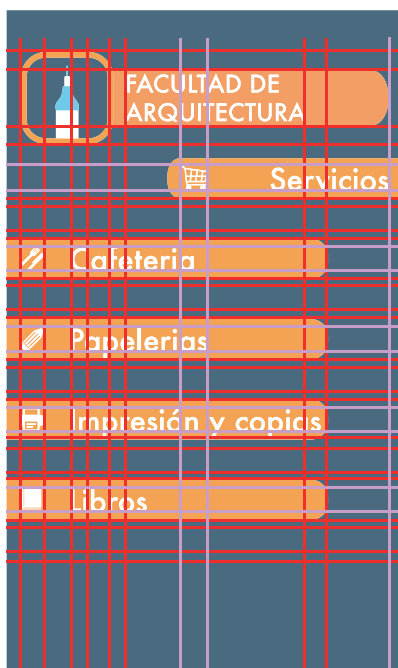 FACULTAD DE
ARQUITECTURA
Servicios
Cafeteria
Papelerias
Impresión y copias
Libros